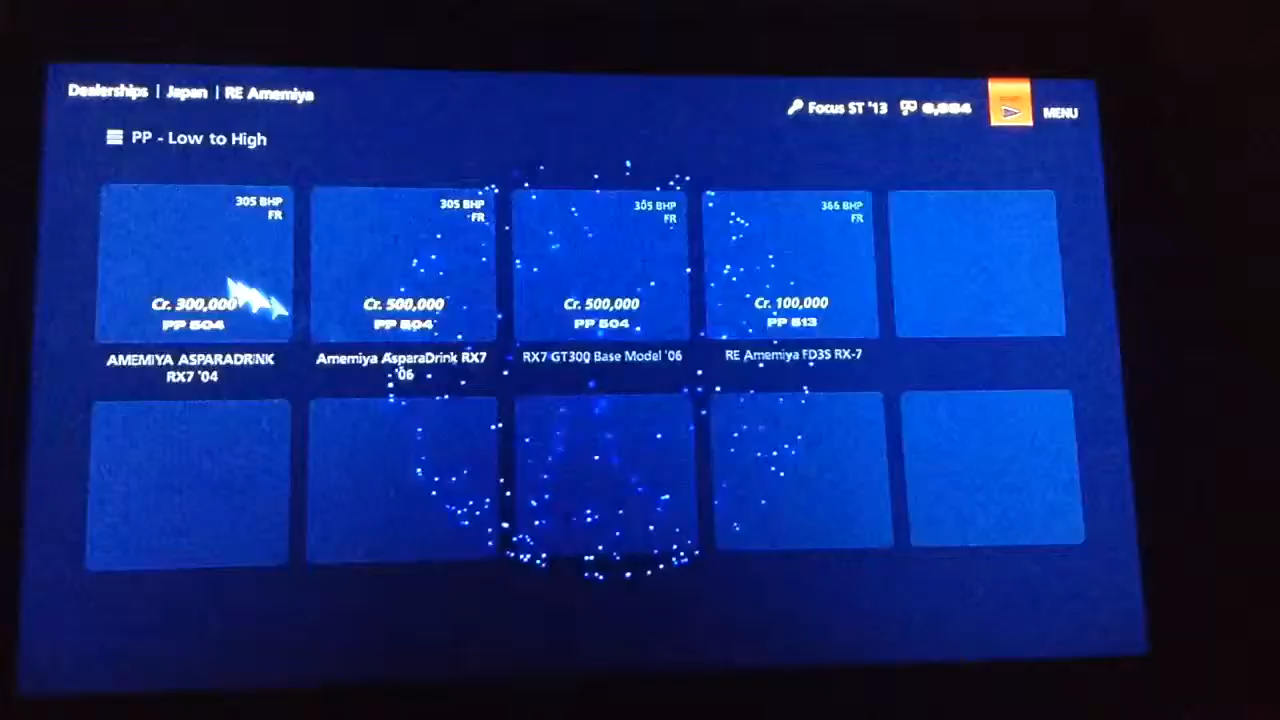 Dealerships | Japan | RE Amemiya
Focus ST '13
MENU
PP - Low to High
305 BHP
FR
Cr. 300,000
PP 504
AMEMIYA ASPARADRINK
RX7 '04
305 BHP
FR
Cr. 500,000
PP 504
Amemiya AsparaDrink RX7
'06
305 BHP
FR
Cr. 500,000
PP 504
RX7 GT300 Base Model '06
366 BHP
FR
Cr. 100,000
PP 513
RE Amemiya FD3S RX-7